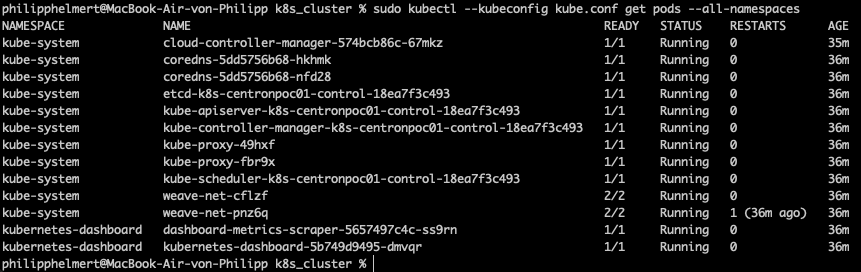 philipphelmert@MacBook-Air-von-Philipp k8s_cluster % sudo kubectl --kubeconfig kube.conf get pods --all-namespaces
NAMESPACE NAME READY STATUS RESTARTS AGE
kube-system cloud-controller-manager-574bcb86c-67mkz 1/1 Running 0 35m
kube-system coredns-5dd5756b68-hkhmk 1/1 Running 0 36m
kube-system coredns-5dd5756b68-nfd28 1/1 Running 0 36m
kube-system etcd-k8s-centronpoc01-control-18ea7f3c493 1/1 Running 0 36m
kube-system kube-apiserver-k8s-centronpoc01-control-18ea7f3c493 1/1 Running 0 36m
kube-system kube-controller-manager-k8s-centronpoc01-control-18ea7f3c493 1/1 Running 0 36m
kube-system kube-proxy-49hxf 1/1 Running 0 36m
kube-system kube-proxy-fbr9x 1/1 Running 0 36m
kube-system kube-scheduler-k8s-centronpoc01-control-18ea7f3c493 1/1 Running 0 36m
kube-system weave-net-cflzf 2/2 Running 0 36m
kube-system weave-net-pnz6q 2/2 Running 1 (36m ago) 36m
kubernetes-dashboard dashboard-metrics-scraper-5657497c4c-ss9rn 1/1 Running 0 36m
kubernetes-dashboard kubernetes-dashboard-5b749d9495-dmvqr 1/1 Running 0 36m
philipphelmert@MacBook-Air-von-Philipp k8s_cluster %